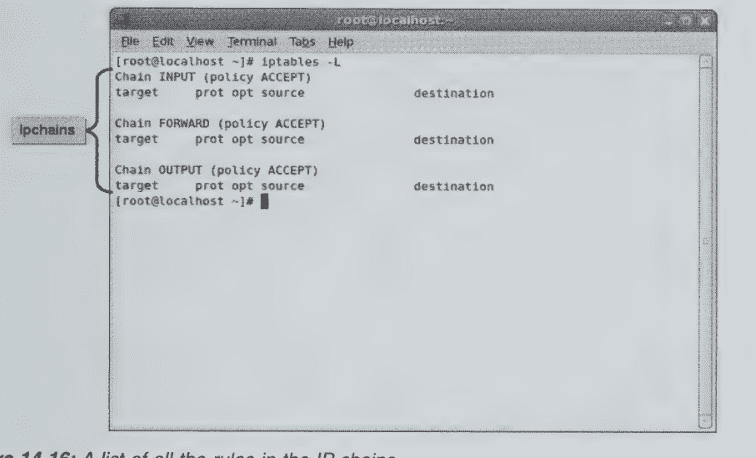 root@localhost:~
File Edit View Terminal Tabs Help
[root@localhost ~]# iptables -L
Chain INPUT (policy ACCEPT)
target prot opt source destination
Ipchains
Chain FORWARD (policy ACCEPT)
target prot opt source destination
Chain OUTPUT (policy ACCEPT)
target prot opt source destination
[root@localhost ~]#
14-16: A list of all the rules in the IP chains